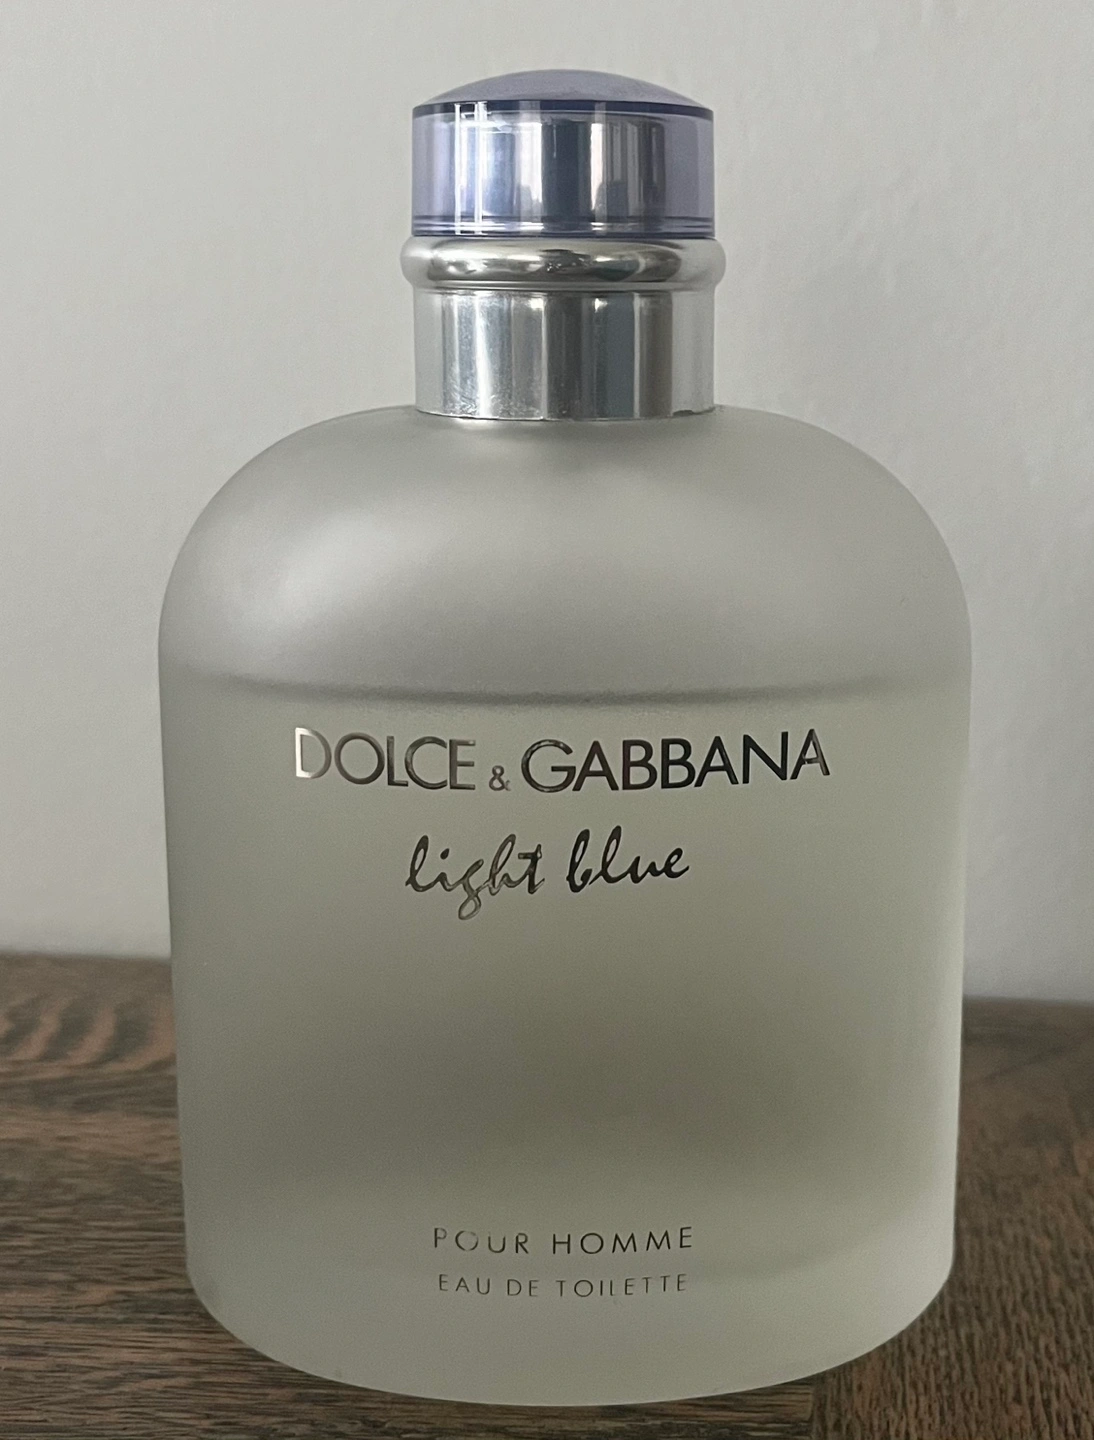 DOLCE & GABBANA
light blue
POUR HOMME
EAU DE TOILETTE